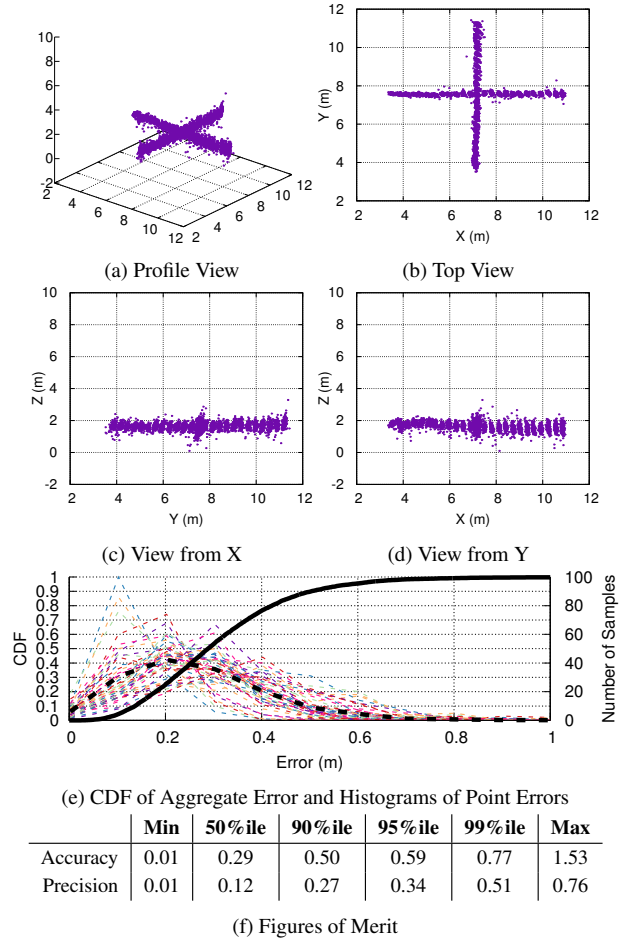 10
8
6
4
2
0
-2
2
4
6
8
10
12
2
4
6
8
10
12
(a) Profile View
12
10
8
6
4
2
Y (m)
2 4 6 8 10 12
X (m)
(b) Top View
10
8
6
4
2
0
-2
Z (m)
2 4 6 8 10 12
Y (m)
(c) View from X
10
8
6
4
2
0
-2
Z (m)
2 4 6 8 10 12
X (m)
(d) View from Y
1
0.9
0.8
0.7
0.6
0.5
0.4
0.3
0.2
0.1
0
CDF
100
80
60
40
20
0
Number of Samples
0 0.2 0.4 0.6 0.8 1
Error (m)
(e) CDF of Aggregate Error and Histograms of Point Errors
Min 50%ile 90%ile 95%ile 99%ile Max
Accuracy 0.01 0.29 0.50 0.59 0.77 1.53
Precision 0.01 0.12 0.27 0.34 0.51 0.76
(f) Figures of Merit